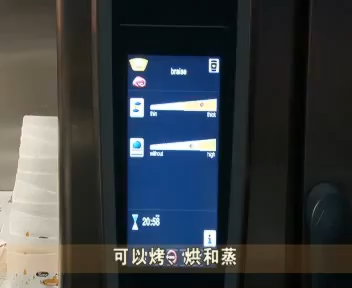 braise
thin thick
without high
20:58
i
可以烤 烘和蒸